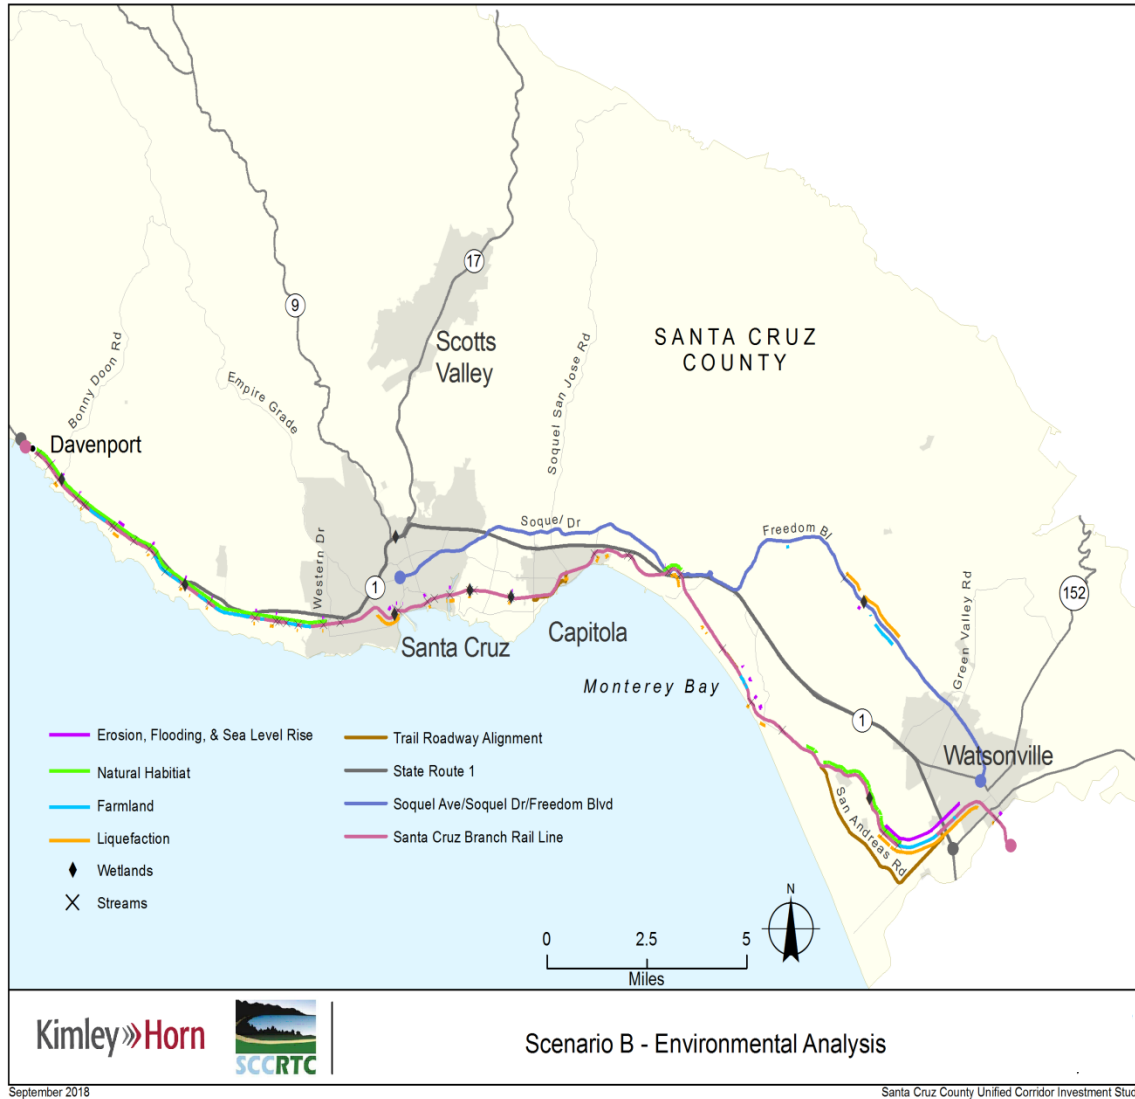 17
9
Scotts
Valley
SANTA CRUZ
COUNTY
Bonny Doon Rd
Empire Grade
Soquel San Jose Rd
Davenport
Western Dr
Soquel Dr
Freedom Bl
1
152
Green Valley Rd
Santa Cruz
Capitola
Monterey Bay
1
Watsonville
San Andreas Rd
Erosion, Flooding, & Sea Level Rise
Natural Habitiat
Farmland
Liquefaction
Wetlands
Streams
Trail Roadway Alignment
State Route 1
Soquel Ave/Soquel Dr/Freedom Blvd
Santa Cruz Branch Rail Line
N
0 2.5 5
Miles
Kimley»Horn
SCCRTC
Scenario B - Environmental Analysis
September 2018
Santa Cruz County Unified Corridor Investment Stud